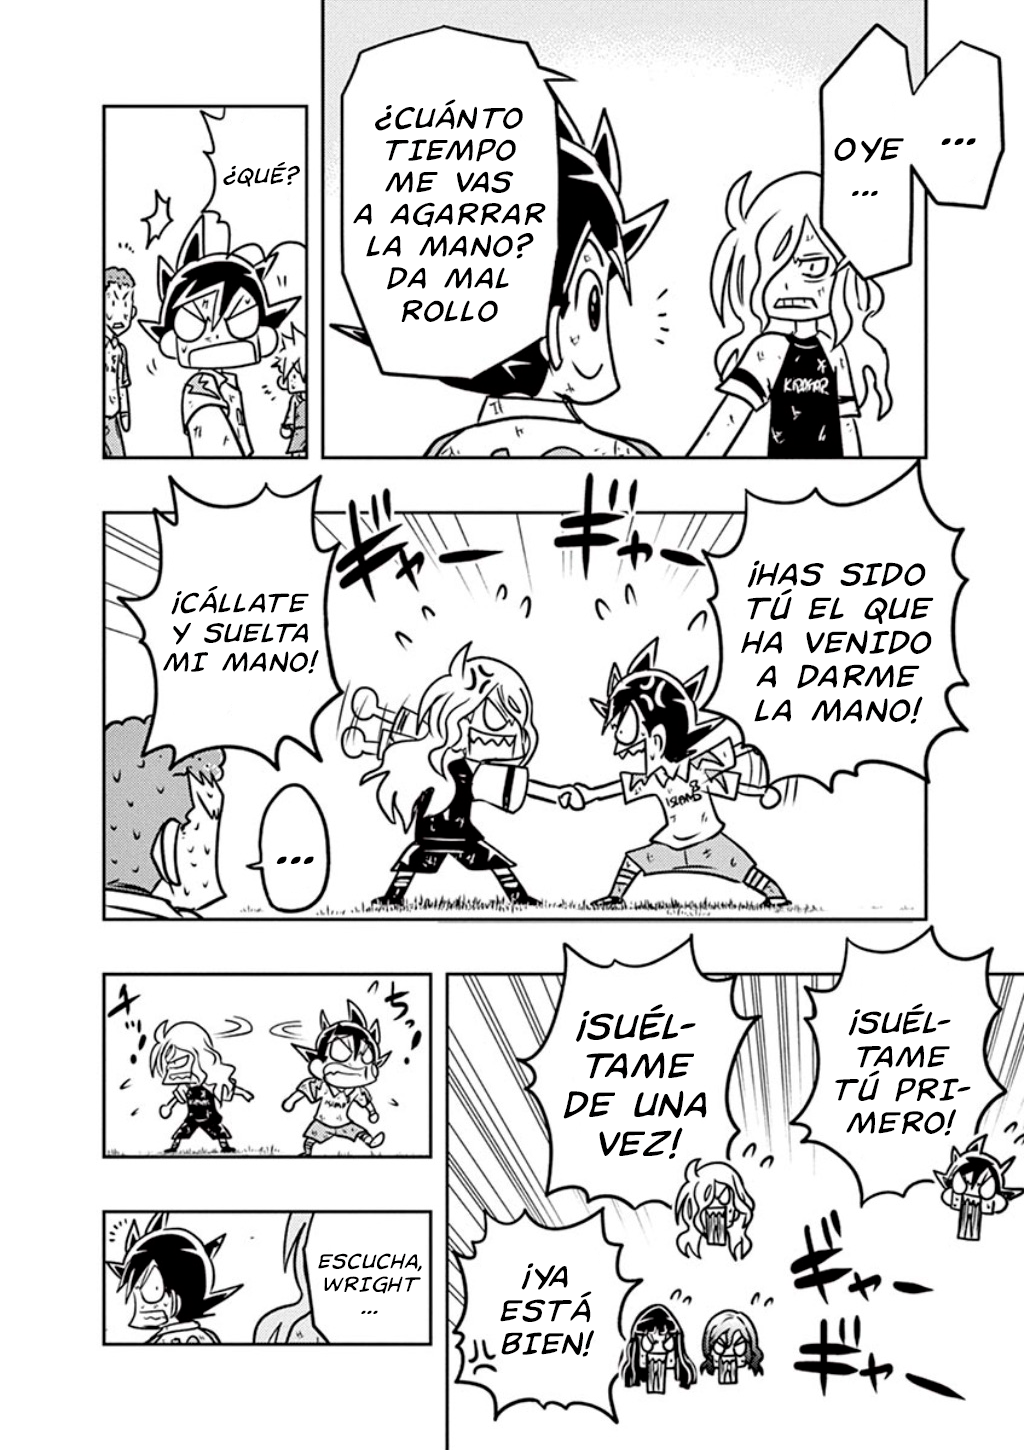 ...
OYE
...
¿CUÁNTO
TIEMPO
ME VAS
A AGARRAR
LA MANO?
DA MAL
ROLLO
¿QUÉ?
¡HAS SIDO
TÚ EL QUE
HA VENIDO
A DARME
LA MANO!
ギャー
ギャー
¡CÁLLATE
Y SUELTA
MI MANO!
ISLAND
...
¡SUÉL-
TAME
TÚ PRI-
MERO!
¡SUÉL-
TAME
DE UNA
VEZ!
¡YA
ESTÁ
BIEN!
ギャー
ギャー
ESCUCHA,
WRIGHT
...